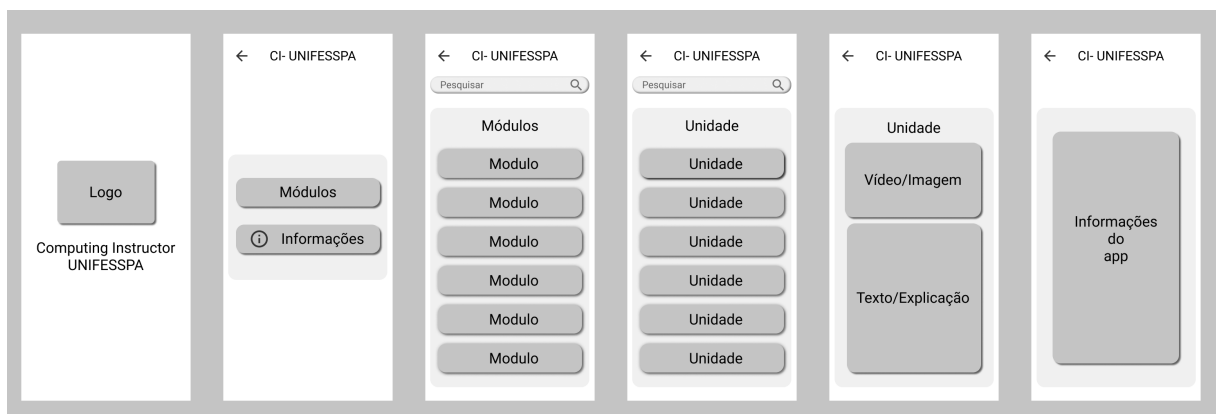 Logo
Computing Instructor
UNIFESSPA
CI- UNIFESSPA
Módulos
Informações
CI- UNIFESSPA
Pesquisar
Módulos
Modulo
Modulo
Modulo
Modulo
Modulo
Modulo
CI- UNIFESSPA
Pesquisar
Unidade
Unidade
Unidade
Unidade
Unidade
Unidade
Unidade
CI- UNIFESSPA
Unidade
Vídeo/Imagem
Texto/Explicação
CI- UNIFESSPA
Informações
do
app